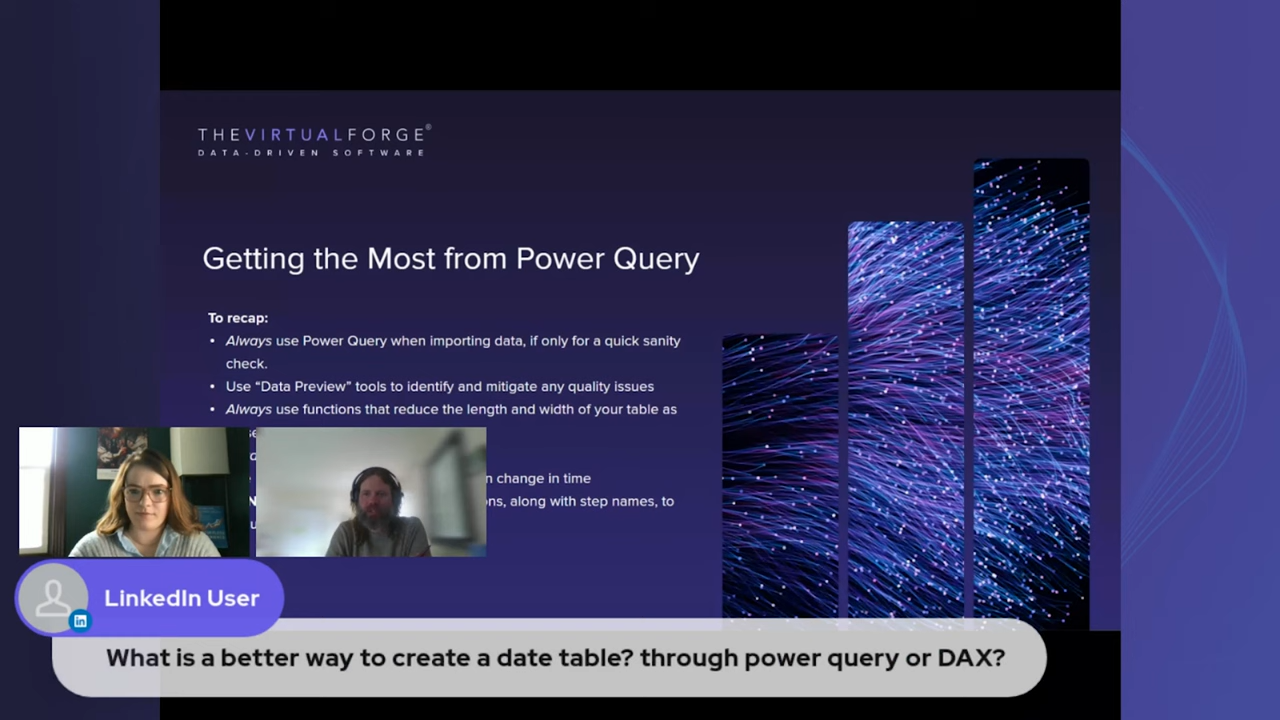 THEVIRTUALFORGE®
DATA-DRIVEN SOFTWARE
Getting the Most from Power Query
To recap:
• Always use Power Query when importing data, if only for a quick sanity
check.
• Use “Data Preview” tools to identify and mitigate any quality issues
• Always use functions that reduce the length and width of your table as
change in time
along with step names, to
LinkedIn User
in
What is a better way to create a date table? through power query or DAX?